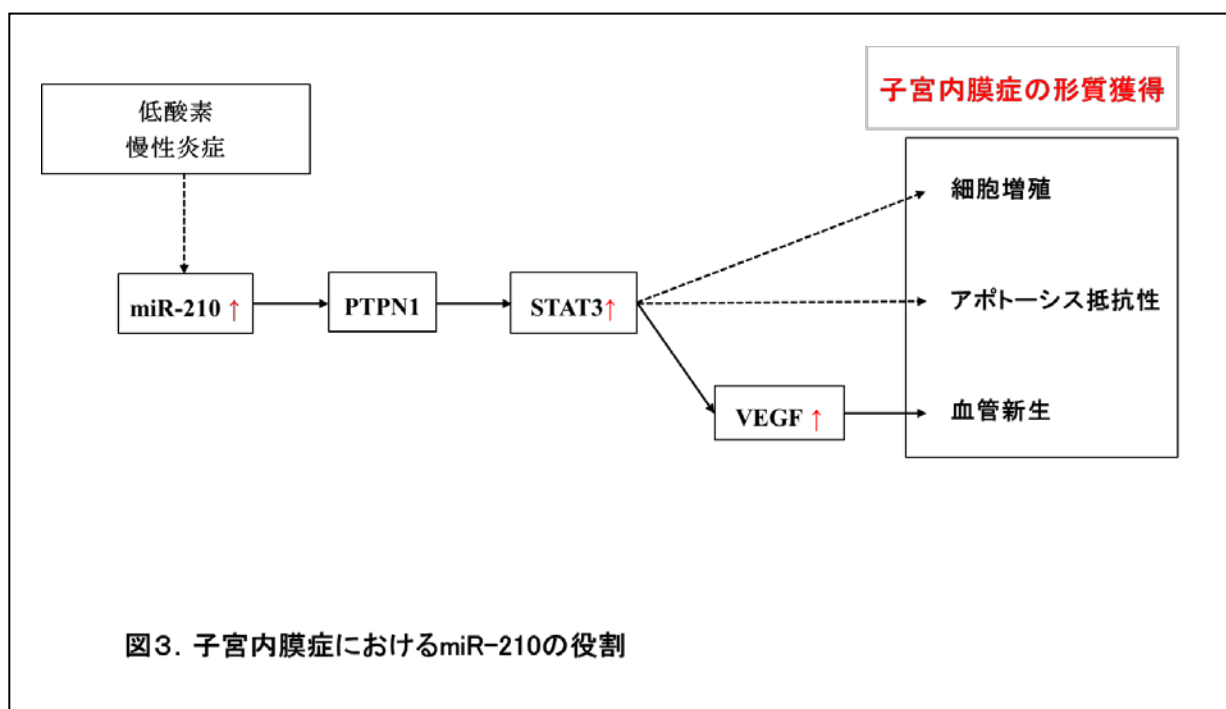 子宮内膜症の形質獲得
低酸素
慢性炎症
細胞増殖
miR-210 ↑
PTPN1
STAT3↑
アポトーシス抵抗性
VEGF ↑
血管新生
図3. 子宮内膜症におけるmiR-210の役割